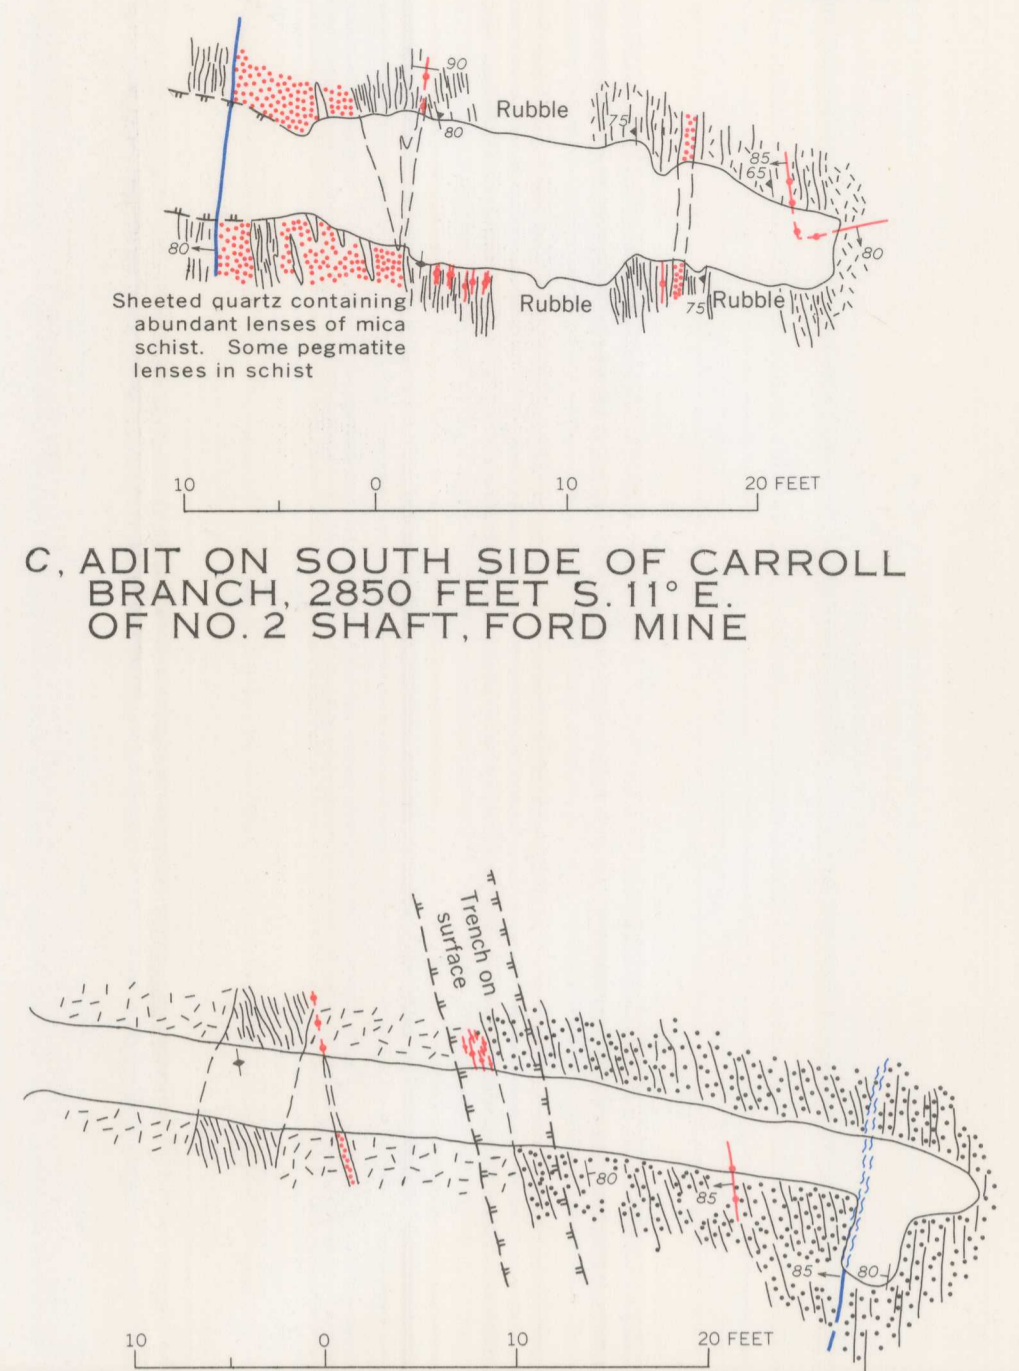 90
80
Rubble
75
85
65
80
80
75
Rubble
Rubble
Sheeted quartz containing
abundant lenses of mica
schist. Some pegmatite
lenses in schist
10 0 10 20 FEET
C, ADIT ON SOUTH SIDE OF CARROLL
BRANCH, 2850 FEET S. 11° E.
OF NO. 2 SHAFT, FORD MINE
Trench on
surface
80
85
85
80
10 0 10 20 FEET